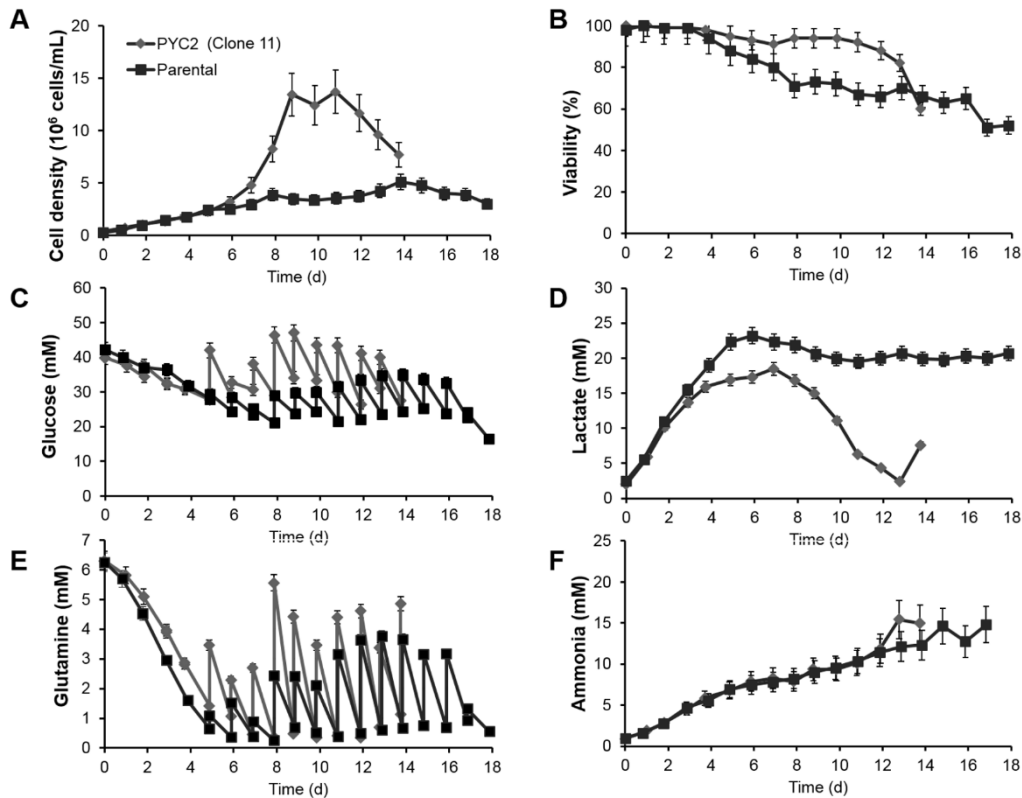 A
Cell density (10⁶ cells/mL)
20
15
10
5
0
PYC2 (Clone 11)
Parental
0 2 4 6 8 10 12 14 16 18
Time (d)
B
Viability (%)
100
80
60
40
20
0
0 2 4 6 8 10 12 14 16 18
Time (d)
C
Glucose (mM)
60
50
40
30
20
10
0
0 2 4 6 8 10 12 14 16 18
Time (d)
D
Lactate (mM)
30
25
20
15
10
5
0
0 2 4 6 8 10 12 14 16 18
Time (d)
E
Glutamine (mM)
7
6
5
4
3
2
1
0
0 2 4 6 8 10 12 14 16 18
Time (d)
F
Ammonia (mM)
25
20
15
10
5
0
0 2 4 6 8 10 12 14 16 18
Time (d)